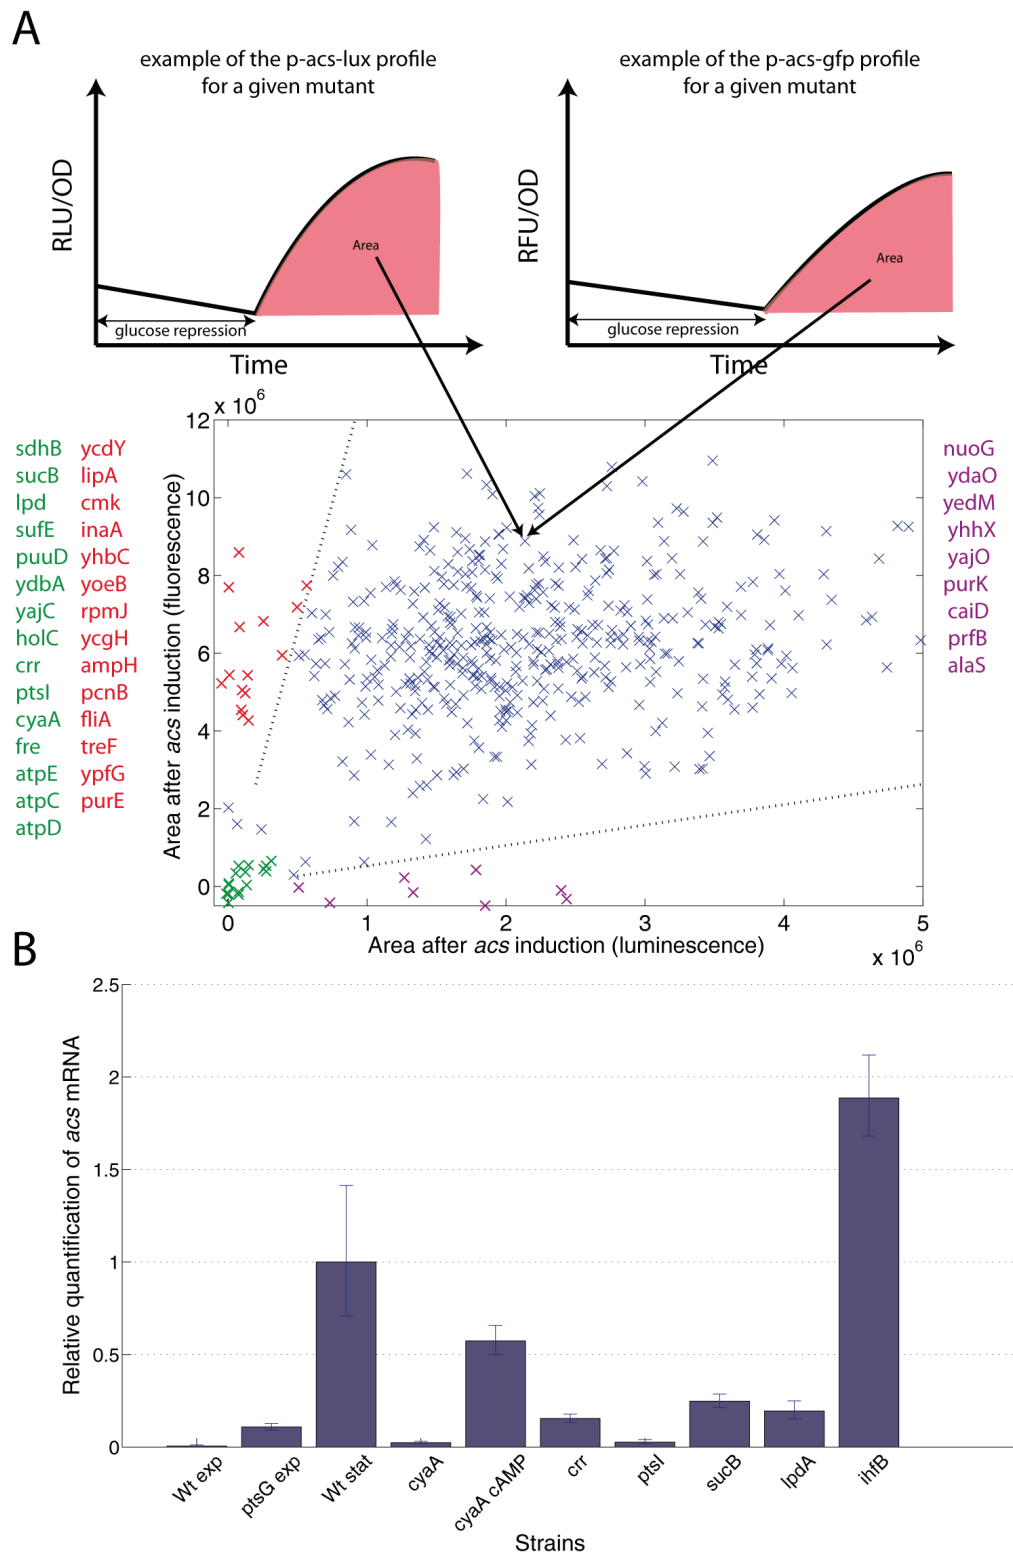 A
example of the p-acs-lux profile
for a given mutant
example of the p-acs-gfp profile
for a given mutant
RLU/OD
Area
glucose repression
Time
RFU/OD
Area
glucose repression
Time
x 10^6
12
10
8
6
4
2
0
Area after acs induction (fluorescence)
sdhB ycdY
sucB lipA
lpd cmk
sufE inaA
puuD yhbC
ydbA yoeB
yajC rpmJ
holC ycgH
crr ampH
ptsI pcnB
cyaA fliA
fre treF
atpE ypfG
atpC purE
atpD
nuoG
ydaO
yedM
yhhX
yajO
purK
caiD
prfB
alaS
0 1 2 3 4 5
Area after acs induction (luminescence)
x 10^6
B
2.5
2
1.5
1
0.5
0
Relative quantification of acs mRNA
Wt exp
ptsG exp
Wt stat
cyaA
cyaA cAMP
crr
ptsI
sucB
lpdA
ihfB
Strains